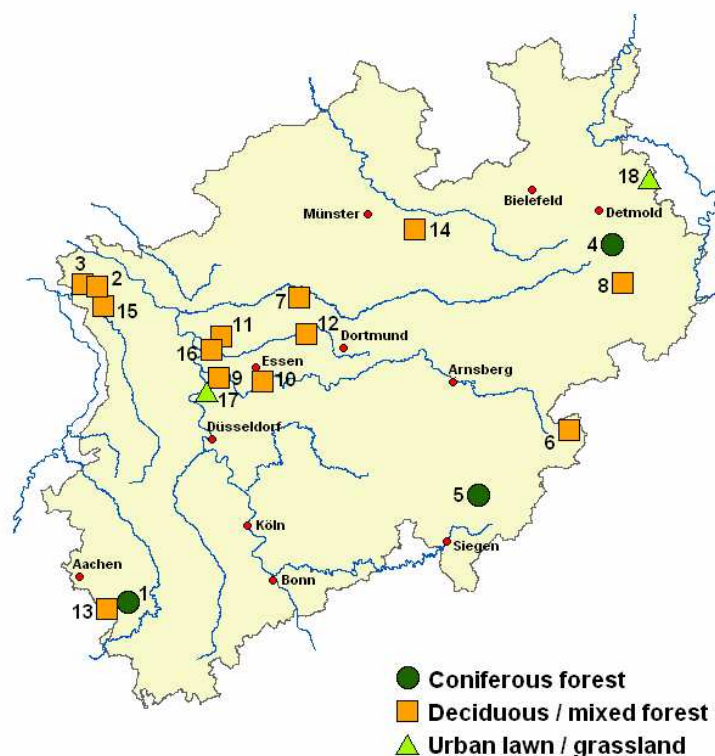 18
Bielefeld
Münster
Detmold
14
4
3
2
8
15
7
11
12
Dortmund
16
Essen
9
10
Arnsberg
17
Düsseldorf
6
5
Köln
Siegen
Aachen
Bonn
1
13
Coniferous forest
Deciduous / mixed forest
Urban lawn / grassland